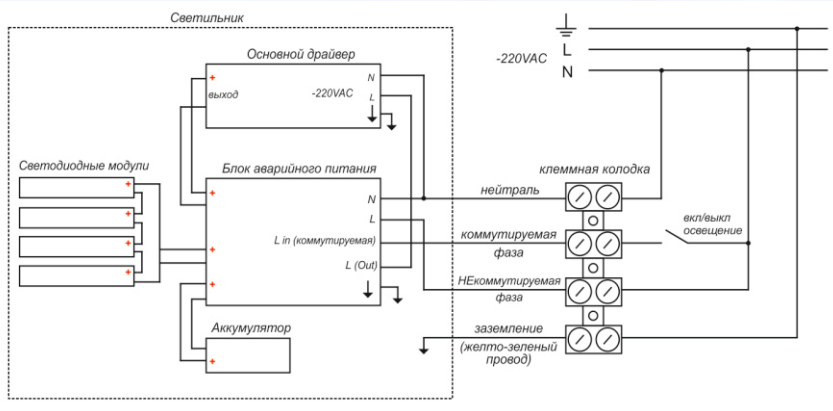 Светильник
Основной драйвер
+
выход
-220VAC
N
L
-220VAC
L
N
Светодиодные модули
+
+
+
+
Блок аварийного питания
+
N
L
L in (коммутируемая)
+
L (Out)
+
Аккумулятор
+
клеммная колодка
нейтраль
коммутируемая
фаза
НЕкоммутируемая
фаза
заземление
(желто-зеленый
провод)
вкл/выкл
освещение